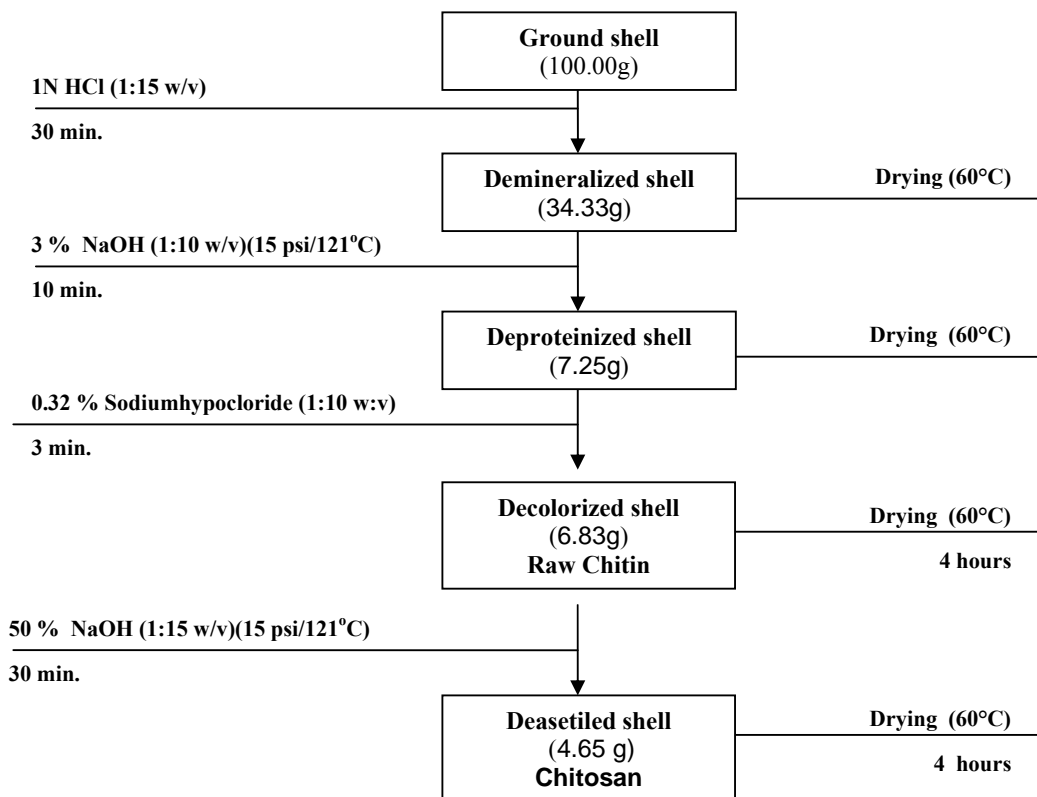 Ground shell
(100.00g)
1N HCl (1:15 w/v)
30 min.
Demineralized shell
(34.33g)
Drying (60°C)
3 %  NaOH (1:10 w/v)(15 psi/121°C)
10 min.
Deproteinized shell
(7.25g)
Drying  (60°C)
0.32 % Sodiumhypocloride (1:10 w:v)
3 min.
Decolorized shell
(6.83g)
Raw Chitin
Drying  (60°C)
4 hours
50 %  NaOH (1:15 w/v)(15 psi/121°C)
30 min.
Deasetiled shell
(4.65 g)
Chitosan
Drying  (60°C)
4  hours